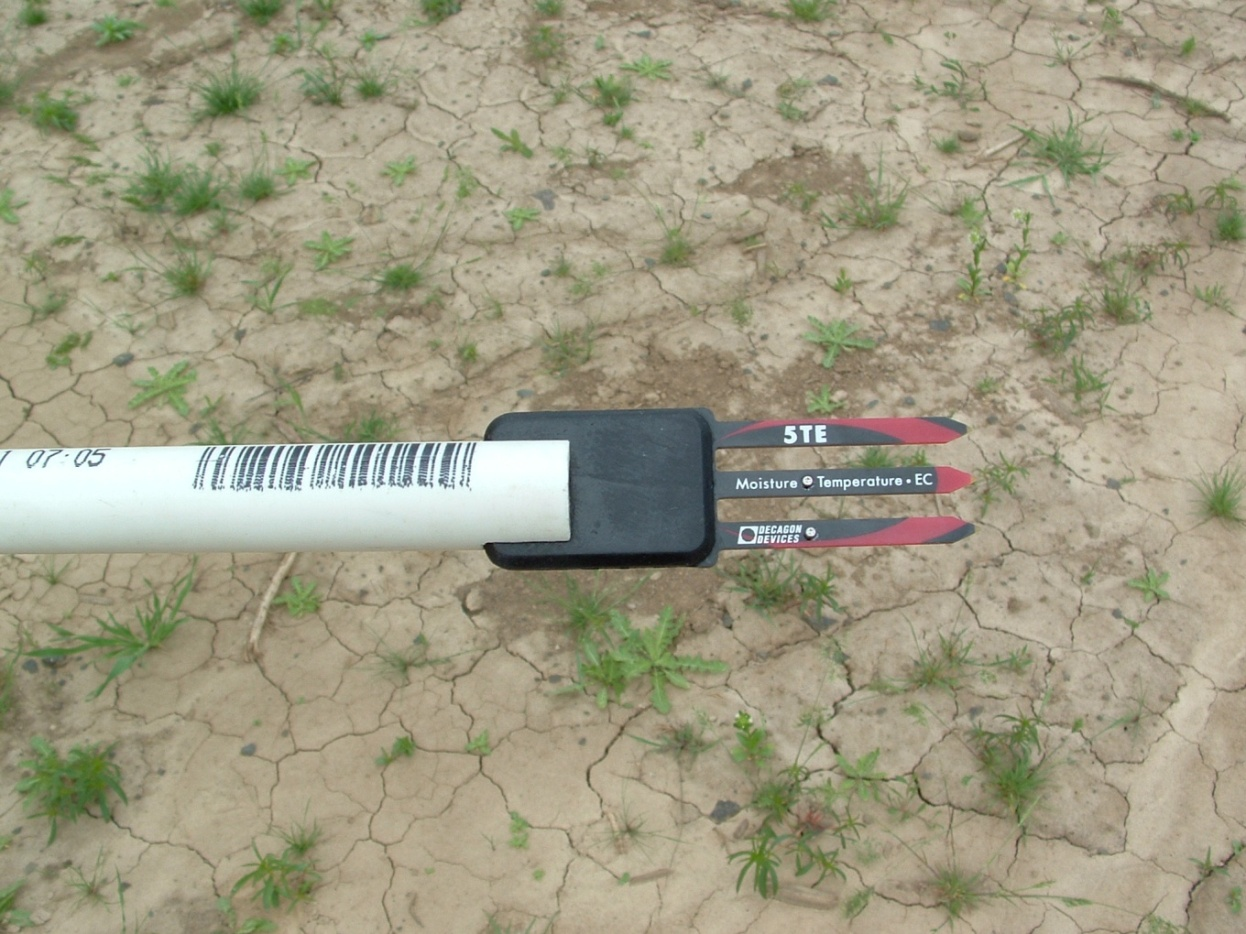 07:05
5TE
Moisture • Temperature • EC
DECAGON
DEVICES